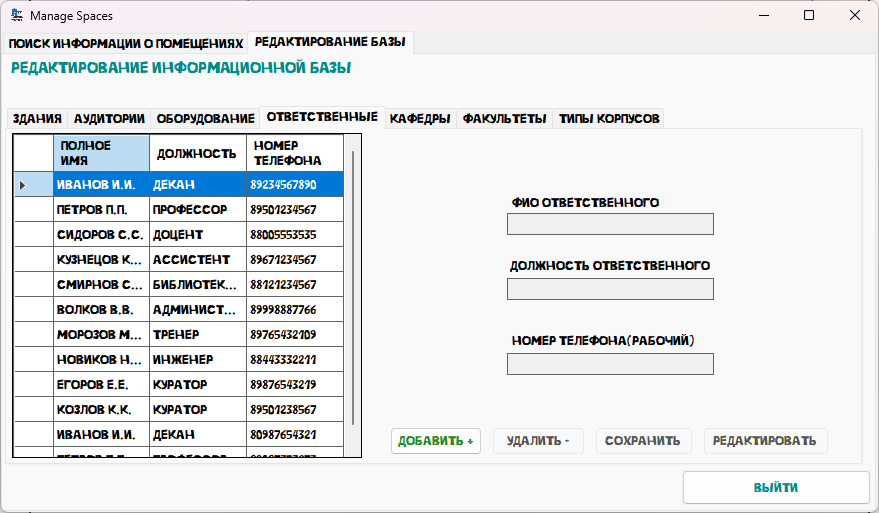 Manage Spaces
ПОИСК ИНФОРМАЦИИ О ПОМЕЩЕНИЯХ РЕДАКТИРОВАНИЕ БАЗЫ
РЕДАКТИРОВАНИЕ ИНФОРМАЦИОННОЙ БАЗЫ
ЗДАНИЯ АУДИТОРИИ ОБОРУДОВАНИЕ ОТВЕТСТВЕННЫЕ КАФЕДРЫ ФАКУЛЬТЕТЫ ТИПЫ КОРПУСОВ
ПОЛНОЕ ИМЯ ДОЛЖНОСТЬ НОМЕР ТЕЛЕФОНА
ИВАНОВ И.И. ДЕКАН 89234567890
ПЕТРОВ П.П. ПРОФЕССОР 89501234567
СИДОРОВ С.С. ДОЦЕНТ 88005553535
КУЗНЕЦОВ К... АССИСТЕНТ 89671234567
СМИРНОВ С... БИБЛИОТЕК... 88121234567
ВОЛКОВ В.В. АДМИНИСТ... 89998887766
МОРОЗОВ М... ТРЕНЕР 89765432109
НОВИКОВ Н... ИНЖЕНЕР 88443332211
ЕГОРОВ Е.Е. КУРАТОР 89876543219
КОЗЛОВ К.К. КУРАТОР 89501238567
ИВАНОВ И.И. ДЕКАН 80987654321
ФИО ОТВЕТСТВЕННОГО
ДОЛЖНОСТЬ ОТВЕТСТВЕННОГО
НОМЕР ТЕЛЕФОНА(РАБОЧИЙ)
ДОБАВИТЬ + УДАЛИТЬ - СОХРАНИТЬ РЕДАКТИРОВАТЬ
ВЫЙТИ